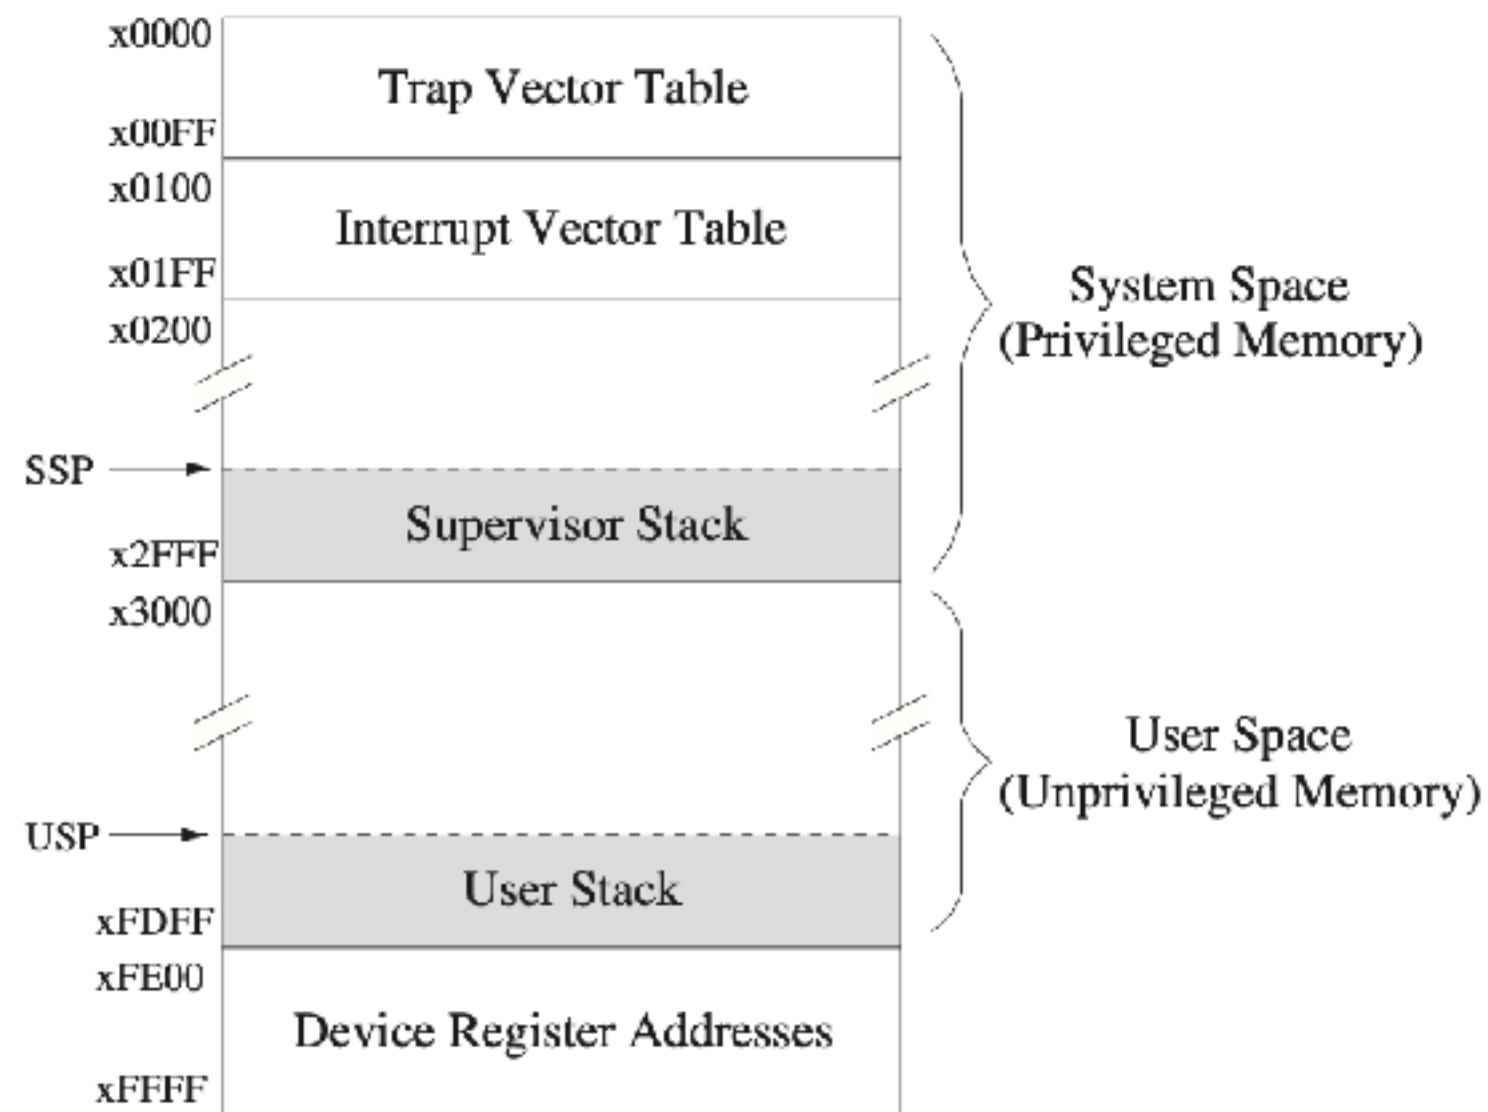 x0000
Trap Vector Table
x00FF
x0100
Interrupt Vector Table
x01FF
x0200
System Space
(Privileged Memory)
SSP
Supervisor Stack
x2FFF
x3000
User Space
(Unprivileged Memory)
USP
User Stack
xFDFF
xFE00
Device Register Addresses
xFFFF